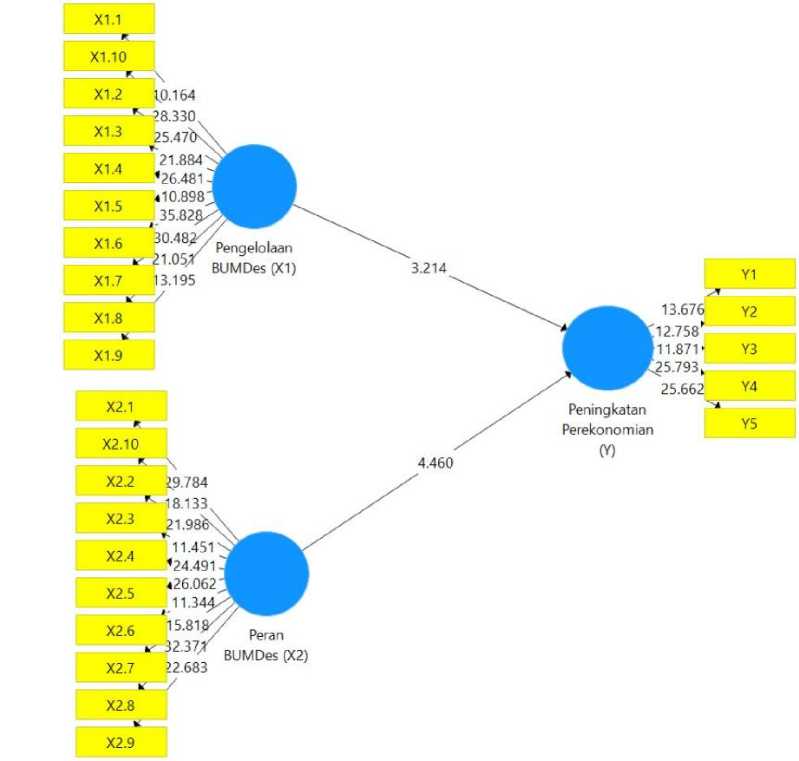 X1.1
X1.10
X1.2
X1.3
X1.4
X1.5
X1.6
X1.7
X1.8
X1.9
10.164
28.330
25.470
21.884
26.481
10.898
35.828
30.482
21.051
13.195
Pengelolaan
BUMDes (X1)
3.214
X2.1
X2.10
X2.2
X2.3
X2.4
X2.5
X2.6
X2.7
X2.8
X2.9
29.784
18.133
21.986
11.451
24.491
26.062
11.344
15.818
32.371
22.683
Peran
BUMDes (X2)
4.460
Peningkatan
Perekonomian
(Y)
13.676
12.758
11.871
25.793
25.662
Y1
Y2
Y3
Y4
Y5